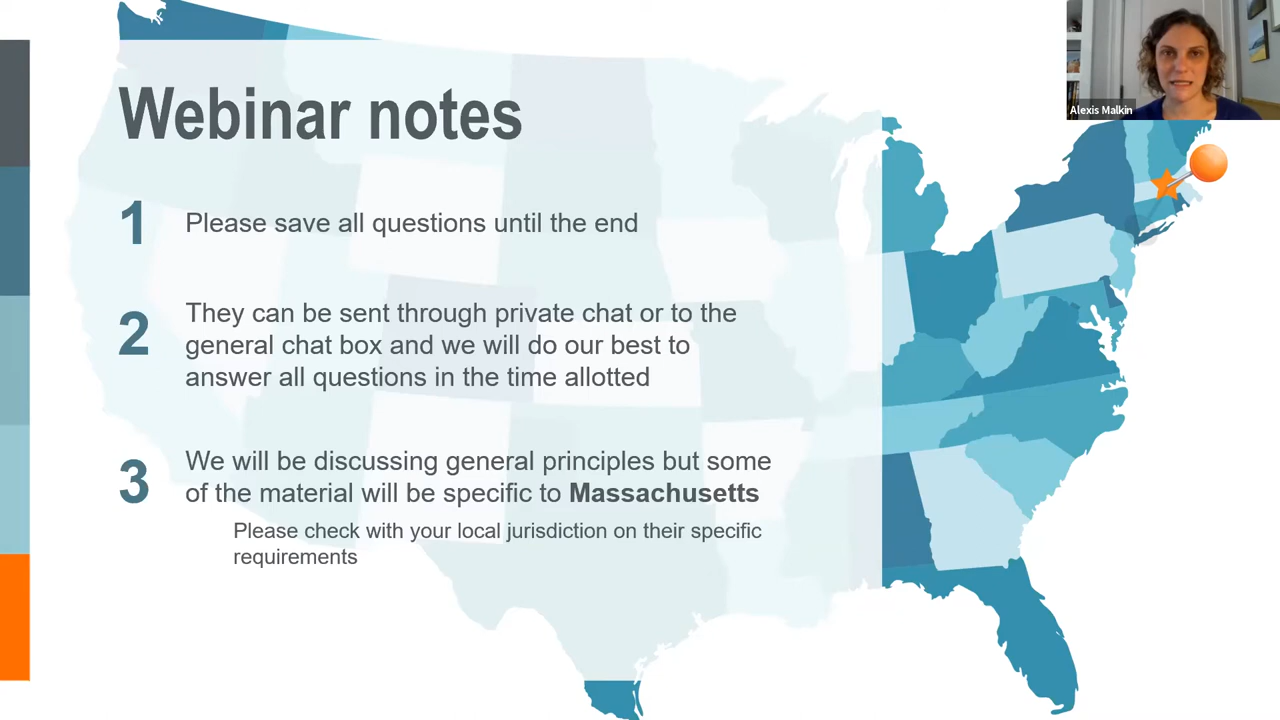 Webinar notes
1
Please save all questions until the end
2
They can be sent through private chat or to the
general chat box and we will do our best to
answer all questions in the time allotted
3
We will be discussing general principles but some
of the material will be specific to Massachusetts
Please check with your local jurisdiction on their specific
requirements
Alexis Malkin